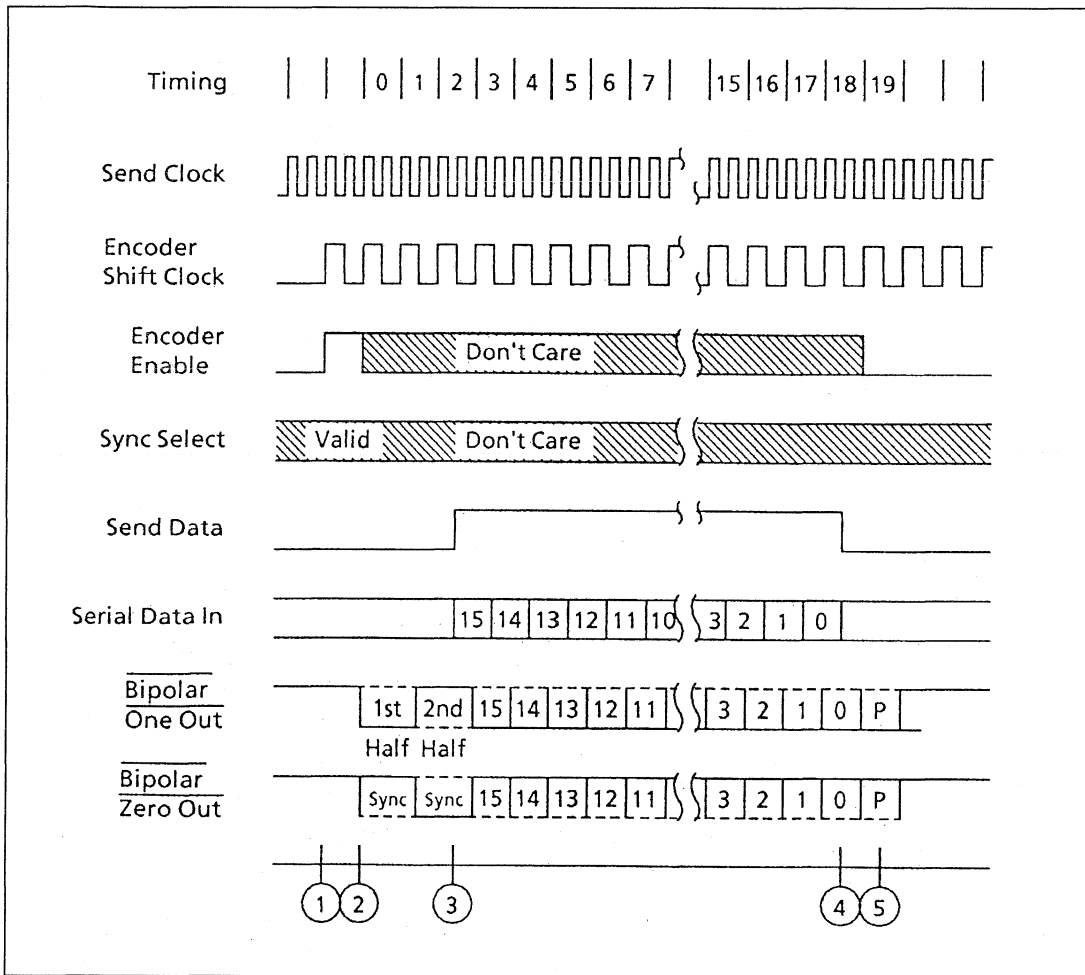 Timing 0 1 2 3 4 5 6 7 15 16 17 18 19
Send Clock
Encoder
Shift Clock
Encoder
Enable
Don't Care
Sync Select
Valid Don't Care
Send Data
Serial Data In 15 14 13 12 11 10 3 2 1 0
Bipolar
One Out
1st 2nd 15 14 13 12 11 3 2 1 0 P
Half Half
Bipolar
Zero Out
Sync Sync 15 14 13 12 11 3 2 1 0 P
1 2 3 4 5